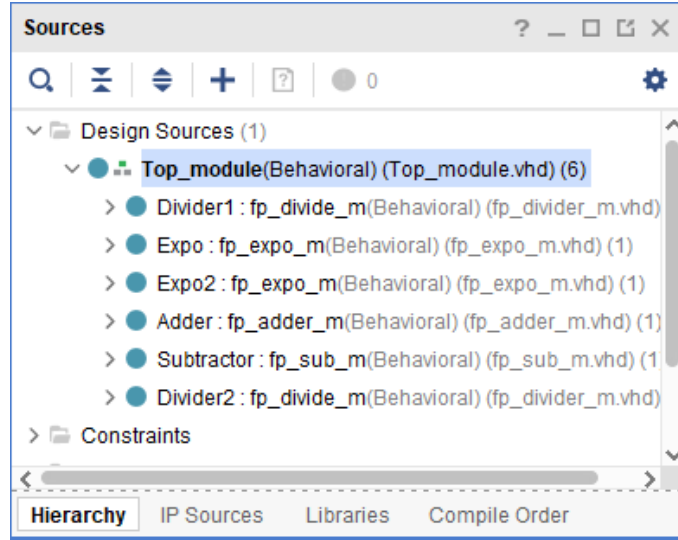 Sources ? _
0
Design Sources (1)
Top_module(Behavioral) (Top_module.vhd) (6)
Divider1 : fp_divide_m(Behavioral) (fp_divider_m.vhd)
Expo : fp_expo_m(Behavioral) (fp_expo_m.vhd) (1)
Expo2 : fp_expo_m(Behavioral) (fp_expo_m.vhd) (1)
Adder : fp_adder_m(Behavioral) (fp_adder_m.vhd) (1)
Subtractor : fp_sub_m(Behavioral) (fp_sub_m.vhd) (1
Divider2 : fp_divide_m(Behavioral) (fp_divider_m.vhd)
Constraints
Hierarchy IP Sources Libraries Compile Order